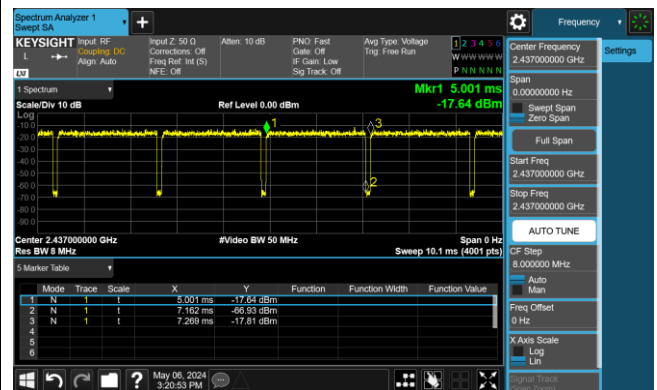 Spectrum Analyzer 1
Swept SA
Frequency
KEYSIGHT
L
LXI
Input: RF
Coupling: DC
Align: Auto
Input Z: 50 Ω
Corrections: Off
Freq Ref: Int (S)
NFE: Off
Atten: 10 dB
PNO: Fast
Gate: Off
IF Gain: Low
Sig Track: Off
Avg Type: Voltage
Trig: Free Run
1 2 3 4 5 6
W W W W W W
P N N N N N
Center Frequency
2.437000000 GHz
Settings
Span
0.00000000 Hz
Swept Span
Zero Span
Full Span
Start Freq
2.437000000 GHz
Stop Freq
2.437000000 GHz
AUTO TUNE
CF Step
8.000000 MHz
Auto
Man
Freq Offset
0 Hz
X Axis Scale
Log
Lin
Signal Track
1 Spectrum
Scale/Div 10 dB
Log
Ref Level 0.00 dBm
Mkr1 5.001 ms
-17.64 dBm
-10.0
-20.0
-30.0
-40.0
-50.0
-60.0
-70.0
-80.0
-90.0
1
3
2
Center 2.437000000 GHz
Res BW 8 MHz
#Video BW 50 MHz
Span 0 Hz
Sweep 10.1 ms (4001 pts)
5 Marker Table
Mode Trace Scale X Y Function Function Width Function Value
1 N 1 t 5.001 ms -17.64 dBm
2 N 1 t 7.162 ms -66.93 dBm
3 N 1 t 7.269 ms -17.81 dBm
4
5
6
?
May 06, 2024
3:20:53 PM